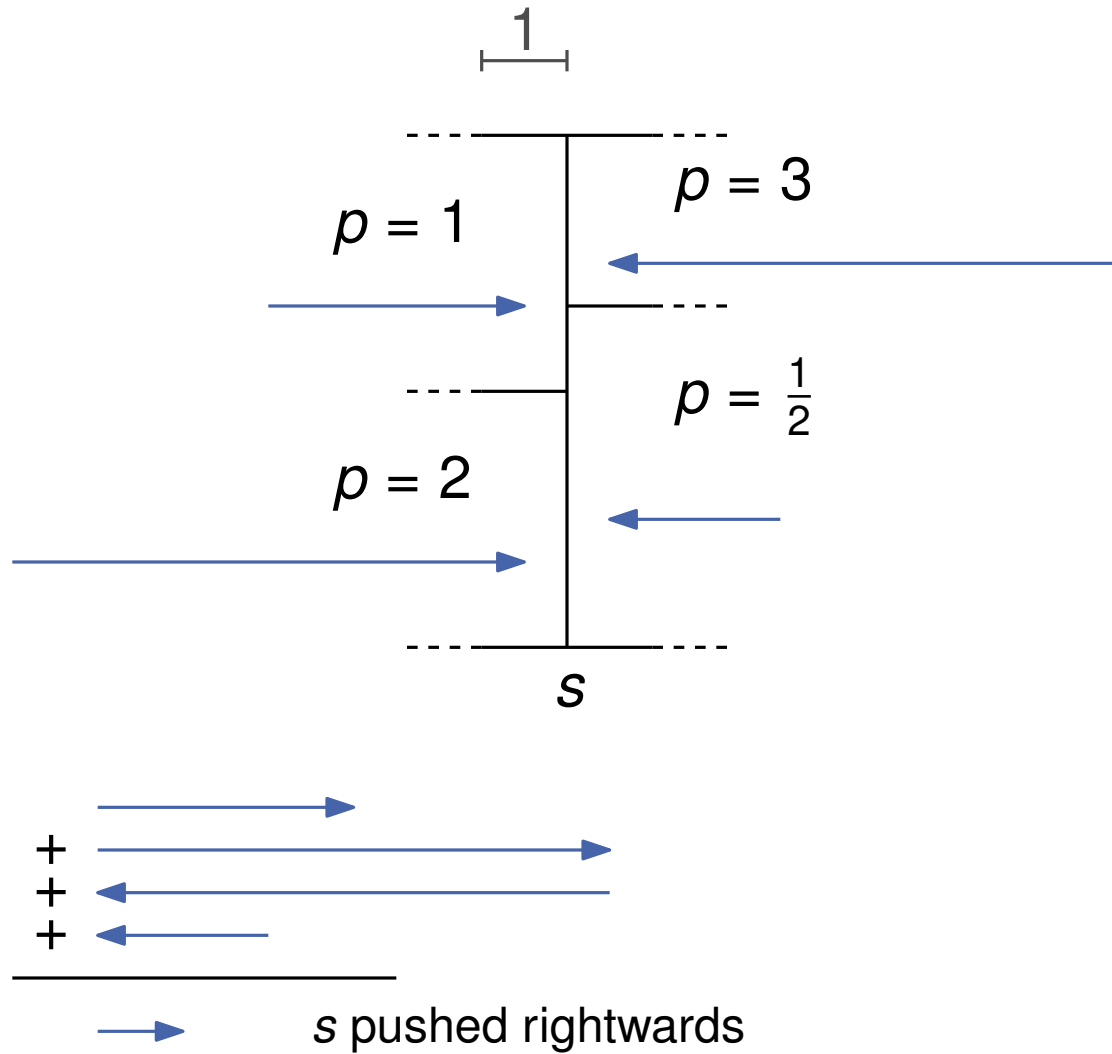 1
p = 1
p = 3
p = 1/2
p = 2
s
+
+
+
s pushed rightwards